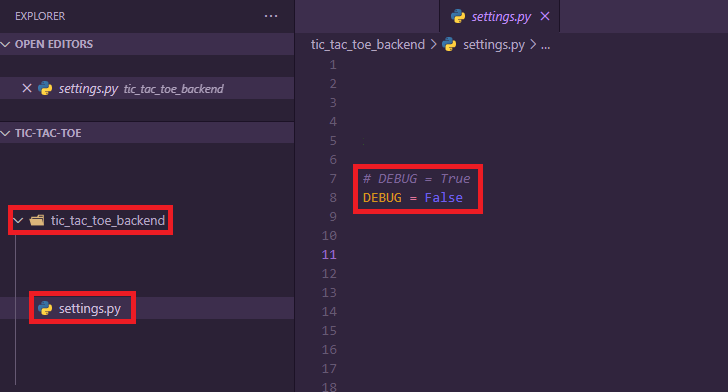 EXPLORER
OPEN EDITORS
settings.py tic_tac_toe_backend
TIC-TAC-TOE
tic_tac_toe_backend
settings.py
settings.py
tic_tac_toe_backend > settings.py > ...
1
2
3
4
5
6
7 # DEBUG = True
8 DEBUG = False
9
10
11
12
13
14
15
16
17
18